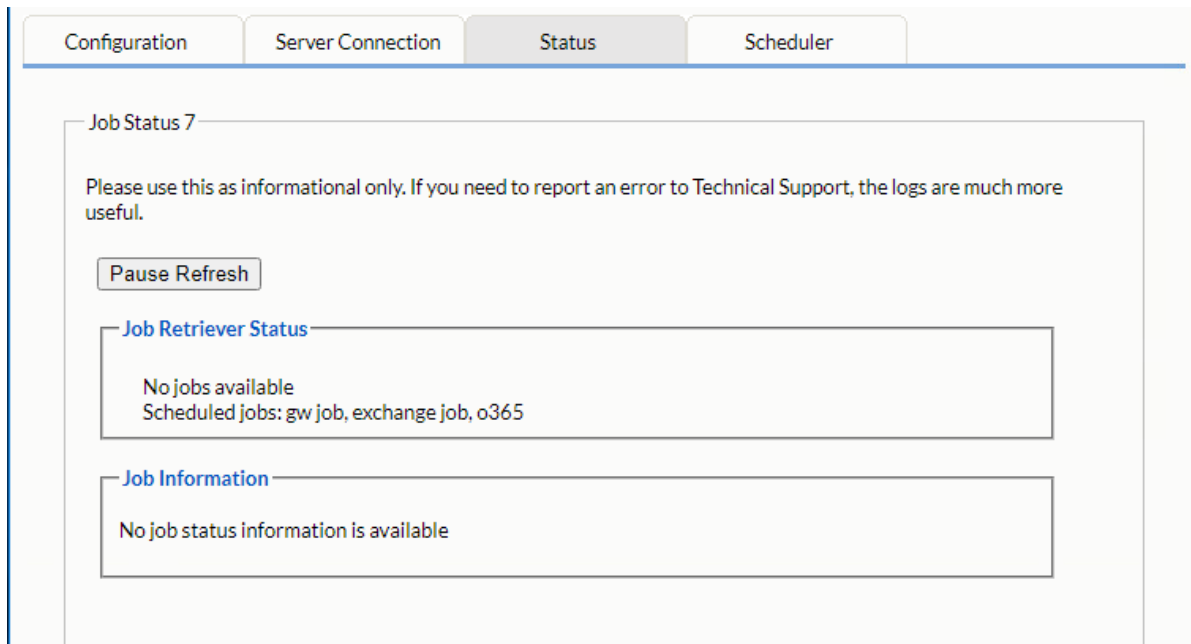 Configuration
Server Connection
Status
Scheduler
Job Status 7
Please use this as informational only. If you need to report an error to Technical Support, the logs are much more
useful.
Pause Refresh
Job Retriever Status
No jobs available
Scheduled jobs: gw job, exchange job, o365
Job Information
No job status information is available